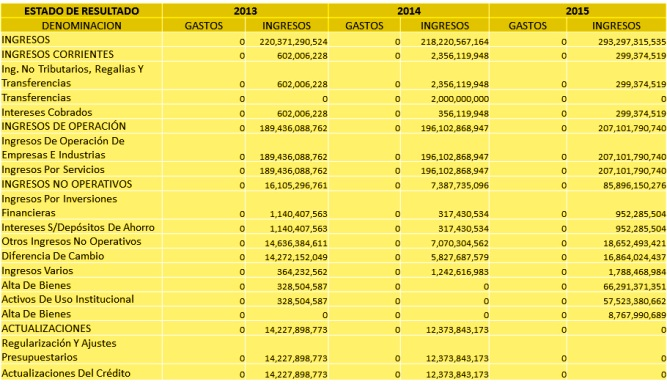 ESTADO DE RESULTADO 2013 2014 2015
DENOMINACION GASTOS INGRESOS GASTOS INGRESOS GASTOS INGRESOS
INGRESOS 0 220,371,290,524 0 218,220,567,164 0 293,297,315,535
INGRESOS CORRIENTES 0 602,006,228 0 2,356,119,948 0 299,374,519
Ing. No Tributarios, Regalias Y
Transferencias 0 602,006,228 0 2,356,119,948 0 299,374,519
Transferencias 0 0 0 2,000,000,000 0 0
Intereses Cobrados 0 602,006,228 0 356,119,948 0 299,374,519
INGRESOS DE OPERACIÓN 0 189,436,088,762 0 196,102,868,947 0 207,101,790,740
Ingresos De Operación De
Empresas E Industrias 0 189,436,088,762 0 196,102,868,947 0 207,101,790,740
Ingresos Por Servicios 0 189,436,088,762 0 196,102,868,947 0 207,101,790,740
INGRESOS NO OPERATIVOS 0 16,105,296,761 0 7,387,735,096 0 85,896,150,276
Ingresos Por Inversiones
Financieras 0 1,140,407,563 0 317,430,534 0 952,285,504
Intereses S/Depósitos De Ahorro 0 1,140,407,563 0 317,430,534 0 952,285,504
Otros Ingresos No Operativos 0 14,636,384,611 0 7,070,304,562 0 18,652,493,421
Diferencia De Cambio 0 14,272,152,049 0 5,827,687,579 0 16,864,024,437
Ingresos Varios 0 364,232,562 0 1,242,616,983 0 1,788,468,984
Alta De Bienes 0 328,504,587 0 0 0 66,291,371,351
Activos De Uso Institucional 0 328,504,587 0 0 0 57,523,380,662
Alta De Bienes 0 0 0 0 0 8,767,990,689
ACTUALIZACIONES 0 14,227,898,773 0 12,373,843,173 0 0
Regularización Y Ajustes
Presupuestarios 0 14,227,898,773 0 12,373,843,173 0 0
Actualizaciones Del Crédito 0 14,227,898,773 0 12,373,843,173 0 0